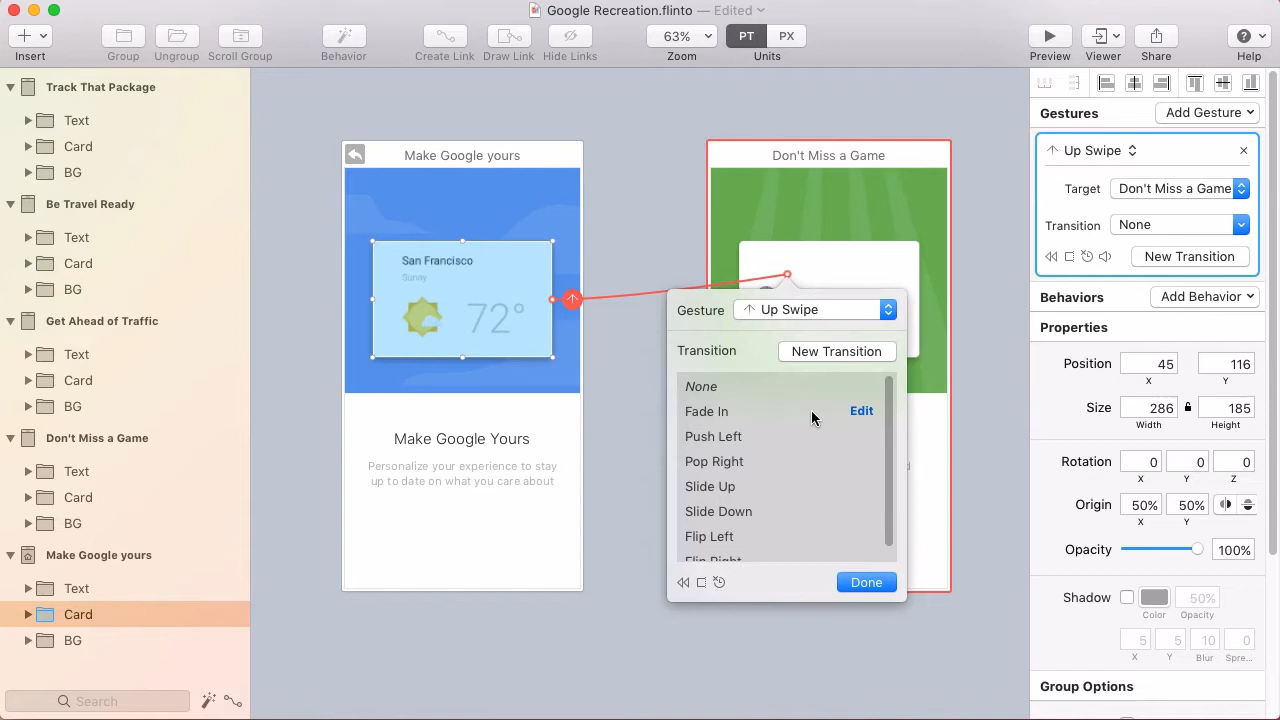 Google Recreation.flinto — Edited
63%
PT PX
Insert Group Ungroup Scroll Group Behavior Create Link Draw Link Hide Links Zoom Units Preview Viewer Share Help
Track That Package
Text
Card
BG
Be Travel Ready
Text
Card
BG
Get Ahead of Traffic
Text
Card
BG
Don't Miss a Game
Text
Card
BG
Make Google yours
Text
Card
BG
Search
Make Google yours
San Francisco
Sunny
72°
Make Google Yours
Personalize your experience to stay
up to date on what you care about
Don't Miss a Game
Gesture Up Swipe
Transition New Transition
None
Fade In Edit
Push Left
Pop Right
Slide Up
Slide Down
Flip Left
Flip Right
Done
Gestures Add Gesture
Up Swipe
Target Don't Miss a Game
Transition None
New Transition
Behaviors Add Behavior
Properties
Position 45 116
X Y
Size 286 185
Width Height
Rotation 0 0 0
X Y Z
Origin 50% 50%
X Y
Opacity 100%
Shadow 50%
Color Opacity
5 5 10 0
X Y Blur Spre...
Group Options